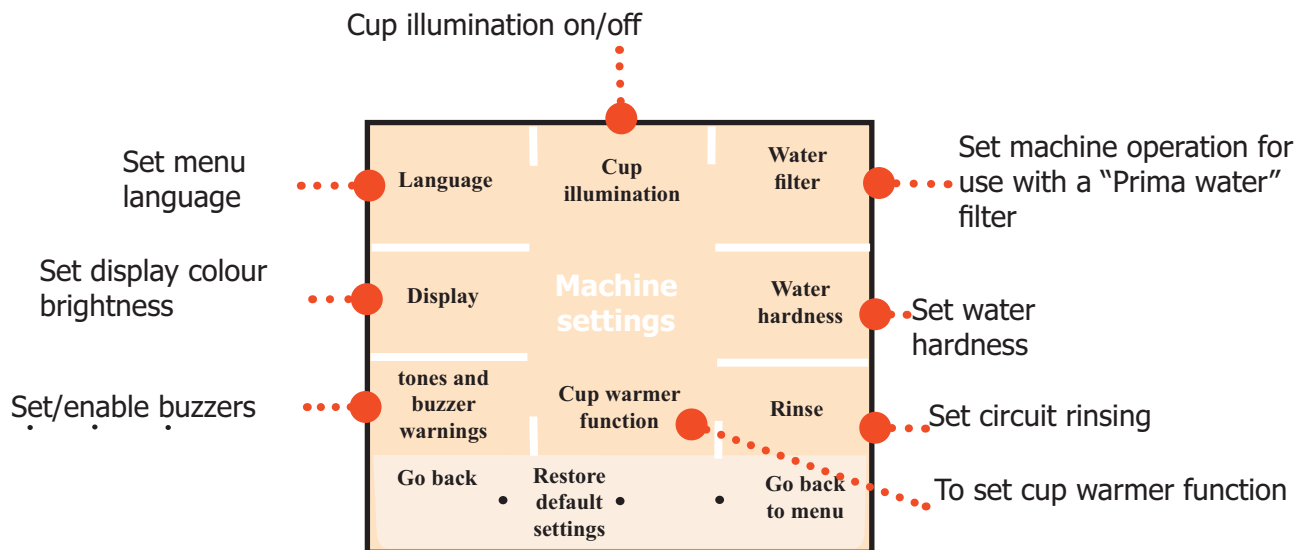 Cup illumination on/off
Set menu
language
Set display colour
brightness
Set/enable buzzers
Language
Cup
illumination
Water
filter
Display
Machine
settings
Water
hardness
tones and
buzzer
warnings
Cup warmer
function
Rinse
Go back
Restore
default
settings
Go back
to menu
Set machine operation for
use with a “Prima water”
filter
Set water
hardness
Set circuit rinsing
To set cup warmer function